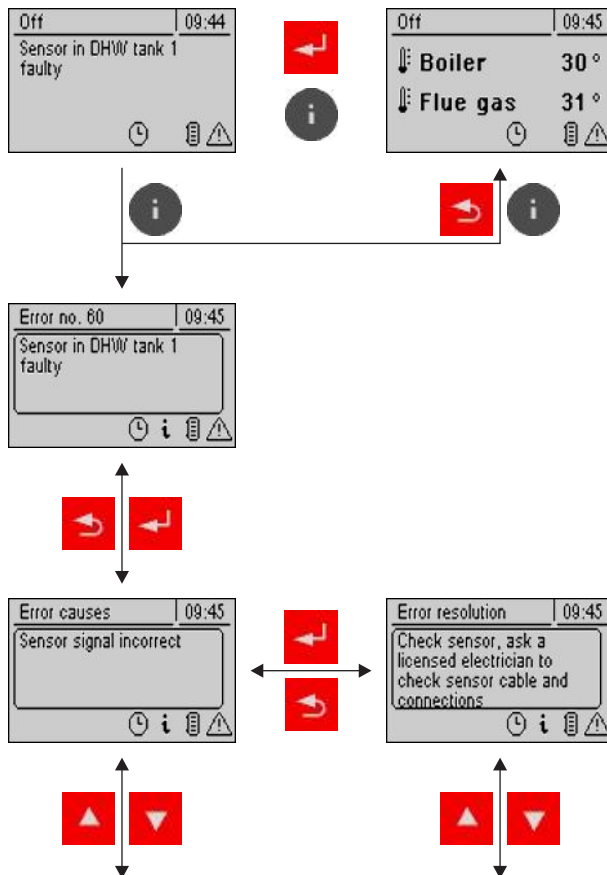 Off 09:44
Sensor in DHW tank 1
faulty
i
Off 09:45
Boiler 30 °
Flue gas 31 °
i
i
Error no. 60 09:45
Sensor in DHW tank 1
faulty
i
Error causes 09:45
Sensor signal incorrect
i
Error resolution 09:45
Check sensor, ask a
licensed electrician to
check sensor cable and
connections
i